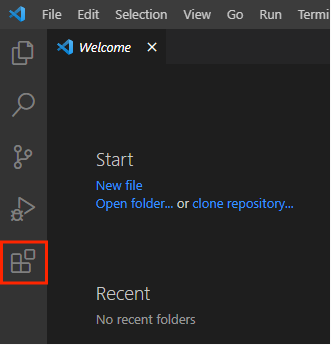 File Edit Selection View Go Run Termi
Welcome
Start
New file
Open folder... or clone repository...
Recent
No recent folders